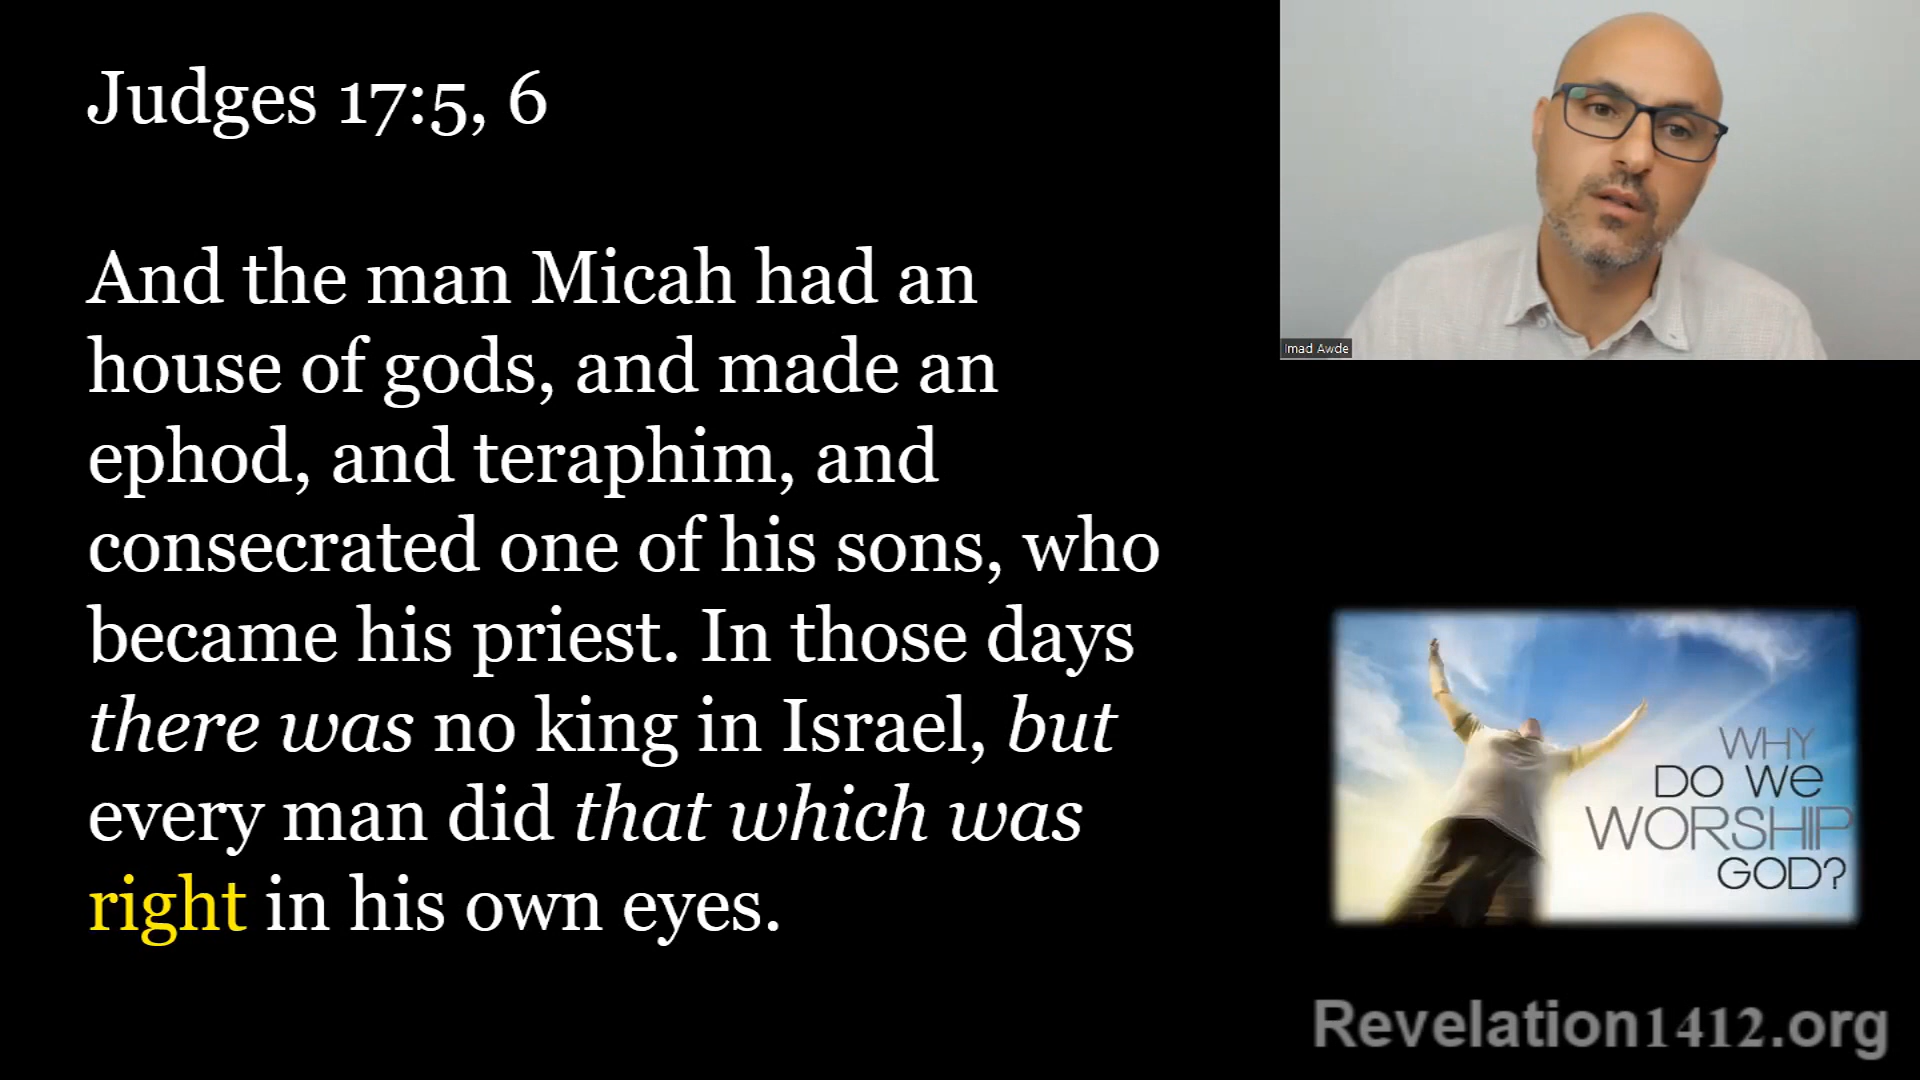 Judges 17:5, 6
And the man Micah had an
house of gods, and made an
ephod, and teraphim, and
consecrated one of his sons, who
became his priest. In those days
there was no king in Israel, but
every man did that which was
right in his own eyes.
Imad Awde
WHY
DO We
WORSHIP
GOD?
Revelation1412.org